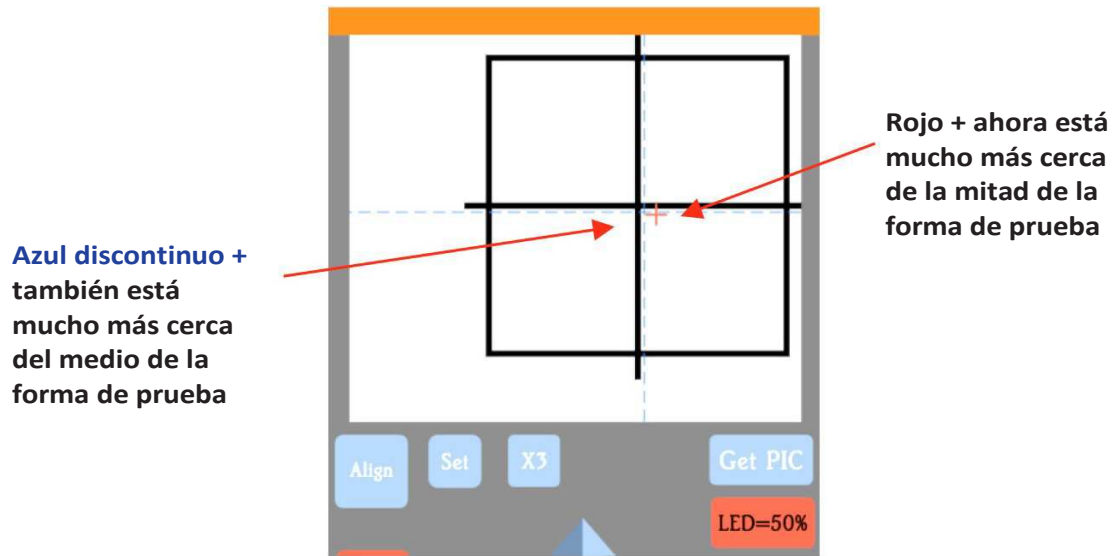 Rojo + ahora está
mucho más cerca
de la mitad de la
forma de prueba
Azul discontinuo +
también está
mucho más cerca
del medio de la
forma de prueba
Align
Set
X3
Get PIC
LED=50%